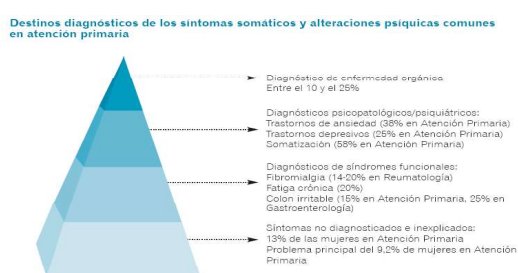 Destinos diagnósticos de los síntomas somáticos y alteraciones psíquicas comunes
en atención primaria
Diagnóstico de enfermedad orgánica
Entre el 10 y el 25%
Diagnósticos psicopatológicos/psiquiátricos:
Trastornos de ansiedad (38% en Atención Primaria)
Trastornos depresivos (25% en Atención Primaria)
Somatización (58% en Atención Primaria)
Diagnósticos de síndromes funcionales:
Fibromialgia (14-20% en Reumatología)
Fatiga crónica (20%)
Colon irritable (15% en Atención Primaria, 25% en
Gastroenterología)
Síntomas no diagnosticados e inexplicados:
13% de las mujeres en Atención Primaria
Problema principal del 9,2% de mujeres en Atención
Primaria